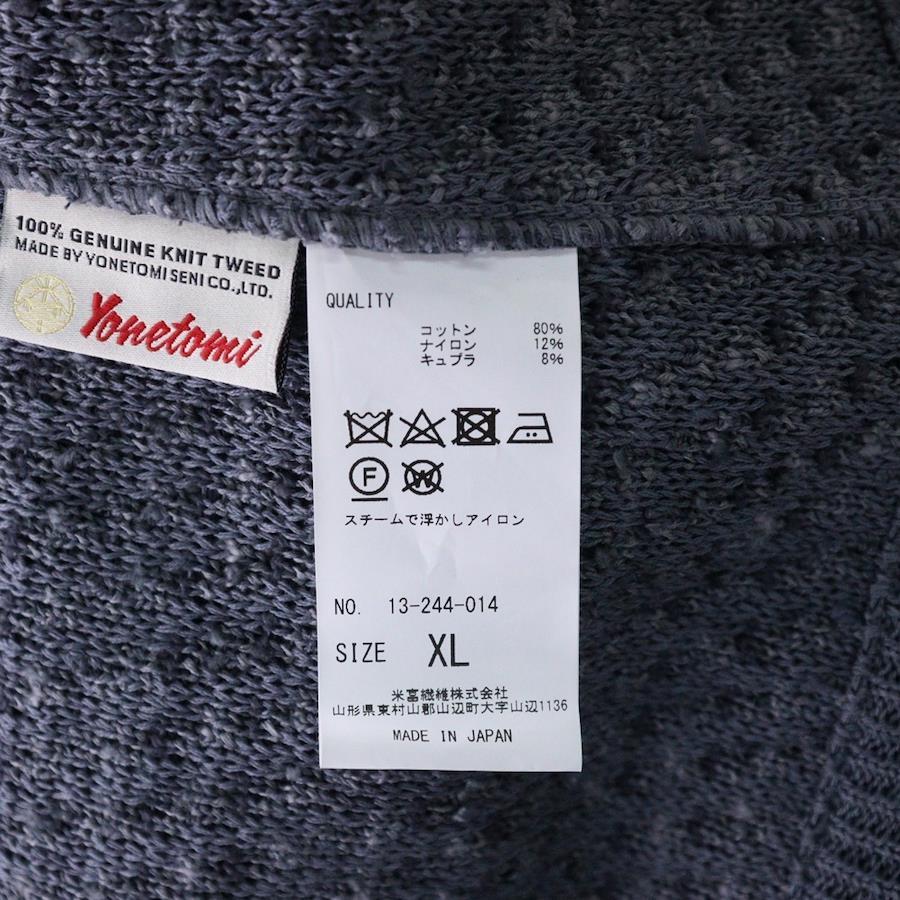 100% GENUINE KNIT TWEED
MADE BY YONETOMI SENI CO.,LTD.
Yonetomi
QUALITY
コットン 80%
ナイロン 12%
キュプラ 8%
F W
スチームで浮かしアイロン
NO. 13-244-014
SIZE XL
米富繊維株式会社
山形県東村山郡山辺町大字山辺1136
MADE IN JAPAN